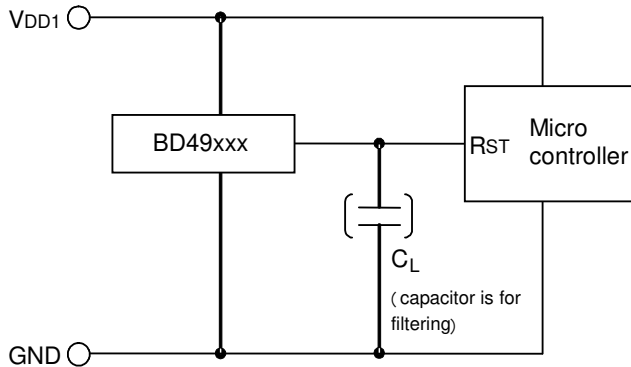 VDD1
BD49xxx
RST
Micro
controller
CL
( capacitor is for
filtering)
GND